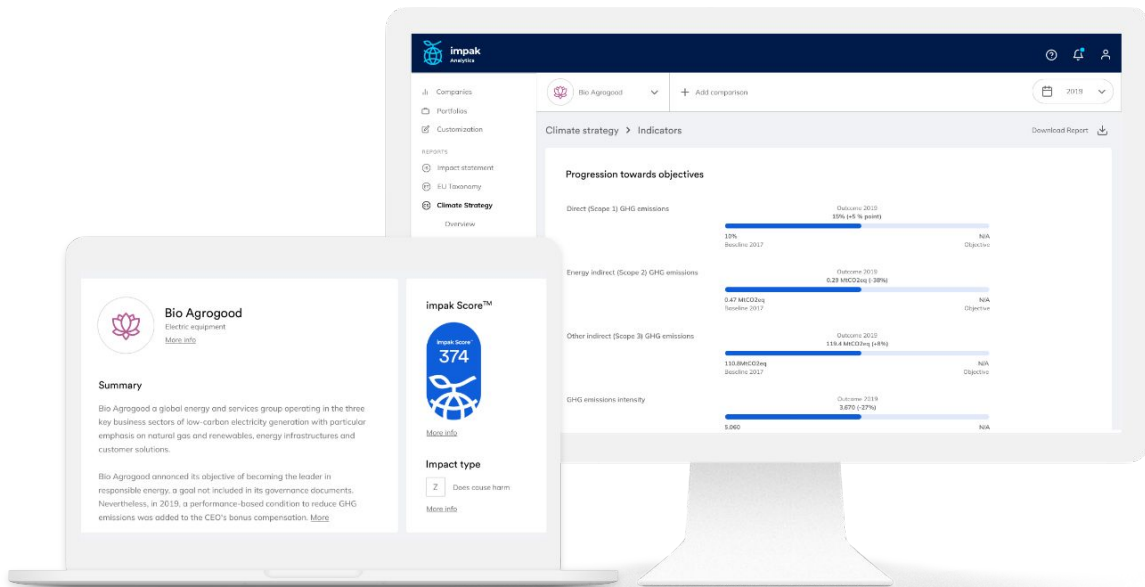 impak
Analytics
Companies
Portfolios
Customization
REPORTS
Impact statement
EU Taxonomy
Climate Strategy
Overview
Bio Agrogood
Add comparison
2019
Climate strategy > Indicators
Download Report
Progression towards objectives
Direct (Scope 1) GHG emissions
Outcome 2019
15% (+5 % point)
10%
N/A
Baseline 2017
Objective
Energy indirect (Scope 2) GHG emissions
Outcome 2019
0.29 MtCO2eq (-38%)
0.47 MtCO2eq
N/A
Baseline 2017
Objective
Other indirect (Scope 3) GHG emissions
Outcome 2019
119.4 MtCO2eq (+8%)
110.8MtCO2eq
N/A
Baseline 2017
Objective
GHG emissions intensity
Outcome 2019
3.670 (-27%)
5.060
N/A
Bio Agrogood
Electric equipment
More info
Summary
Bio Agrogood a global energy and services group operating in the three
key business sectors of low-carbon electricity generation with particular
emphasis on natural gas and renewables, energy infrastructures and
customer solutions.
Bio Agrogood annonced its objective of becoming the leader in
responsible energy, a goal not included in its governance documents.
Nevertheless, in 2019, a performance-based condition to reduce GHG
emissions was added to the CEO's bonus compensation. More
impak Score™
Impak Score™
374
More info
Impact type
Z Does cause harm
More info